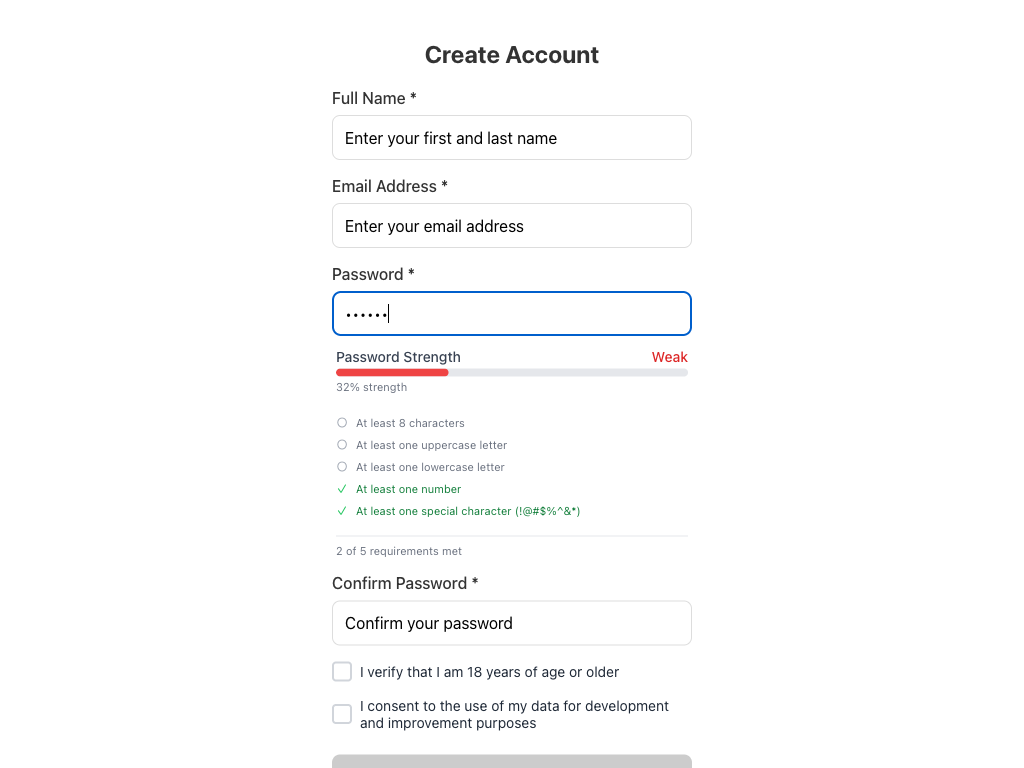 Create Account
Full Name *
Enter your first and last name
Email Address *
Enter your email address
Password *
••••••
Password Strength Weak
32% strength
At least 8 characters
At least one uppercase letter
At least one lowercase letter
At least one number
At least one special character (!@#$%^&*)
2 of 5 requirements met
Confirm Password *
Confirm your password
I verify that I am 18 years of age or older
I consent to the use of my data for development
and improvement purposes